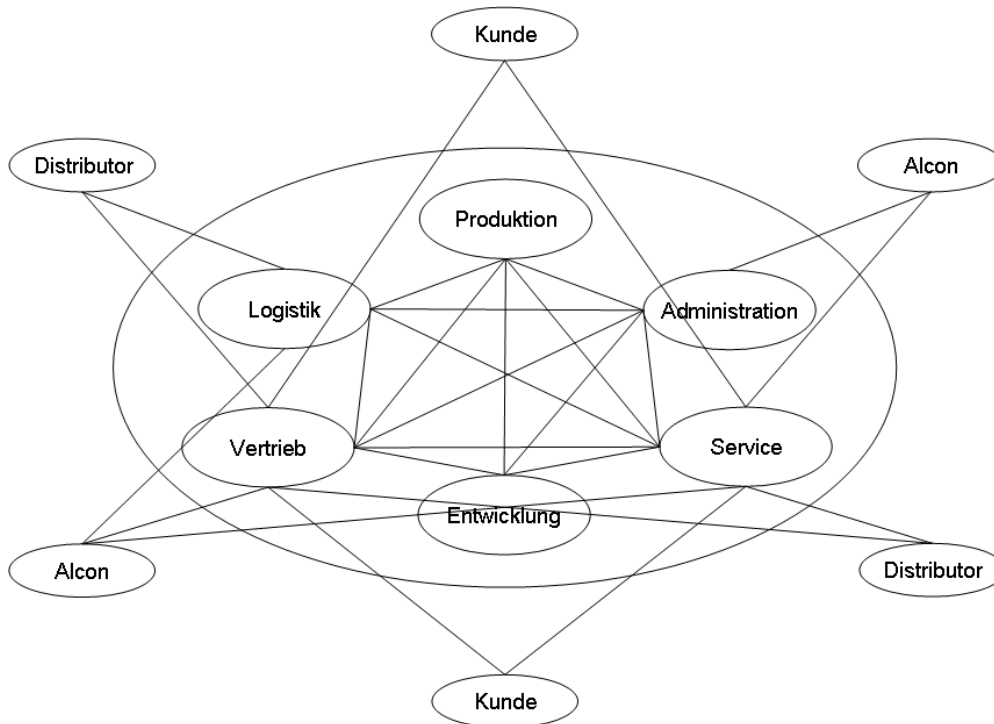 Kunde
Distributor
Alcon
Produktion
Logistik
Administration
Vertrieb
Service
Entwicklung
Alcon
Distributor
Kunde